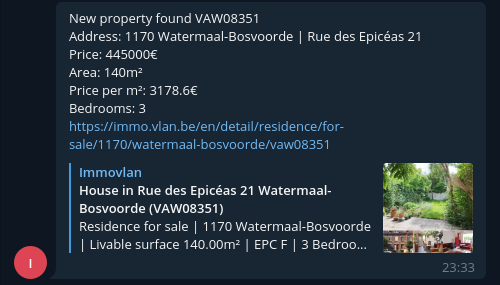 New property found VAW08351
Address: 1170 Watermaal-Bosvoorde | Rue des Epicéas 21
Price: 445000€
Area: 140m²
Price per m²: 3178.6€
Bedrooms: 3
https://immo.vlan.be/en/detail/residence/for-
sale/1170/watermaal-bosvoorde/vaw08351
Immovlan
House in Rue des Epicéas 21 Watermaal-
Bosvoorde (VAW08351)
Residence for sale | 1170 Watermaal-Bosvoorde
| Livable surface 140.00m² | EPC F | 3 Bedroo...
I
23:33